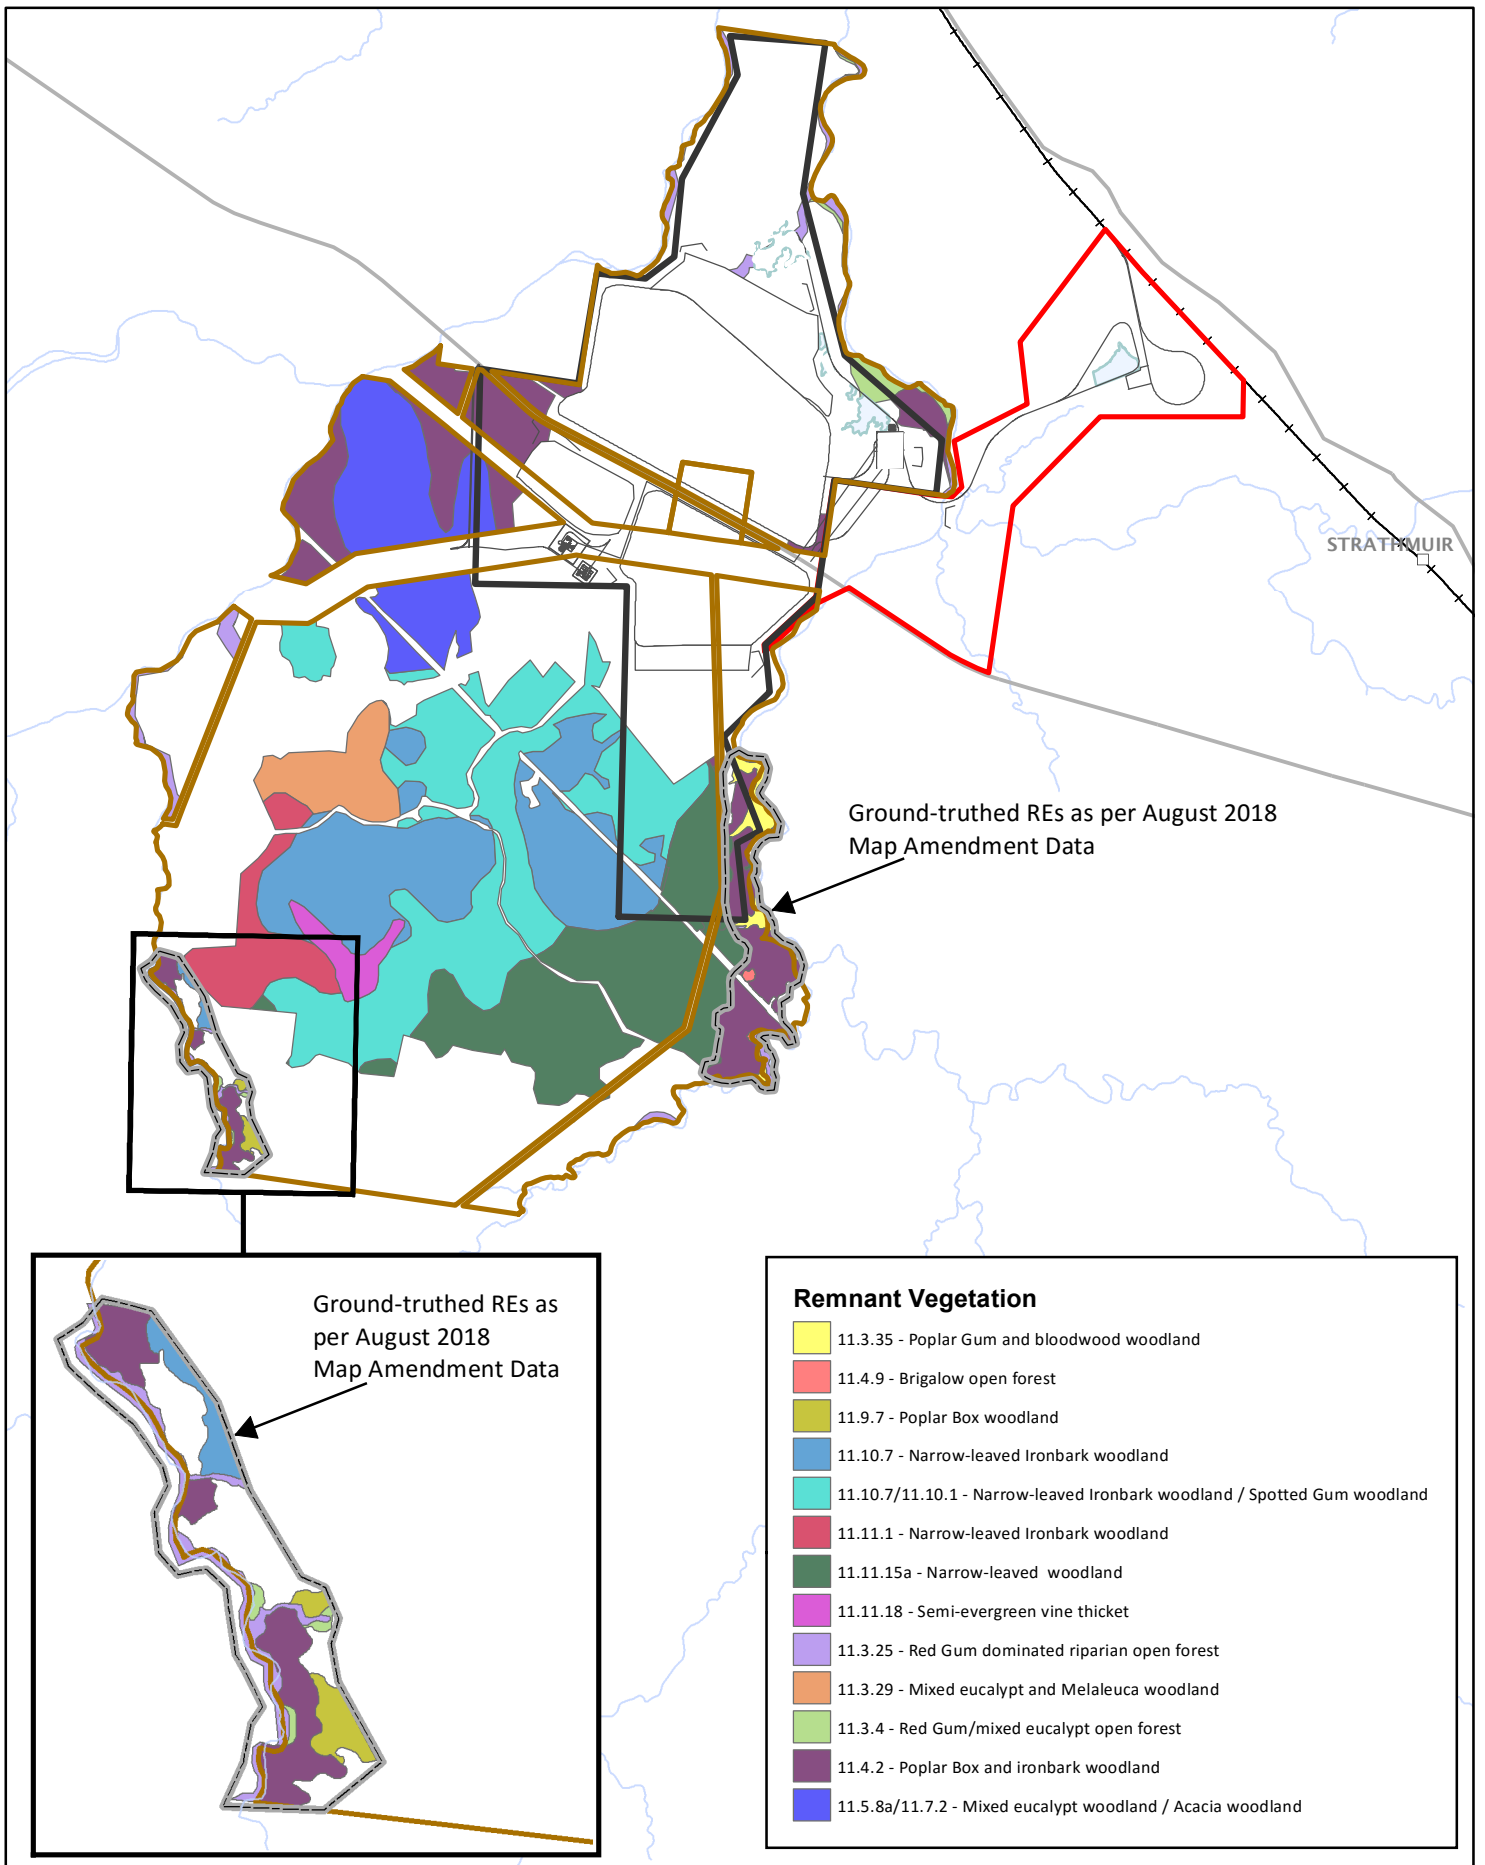 STRATHMUIR
Ground-truthed REs as per August 2018
Map Amendment Data
Ground-truthed REs as
per August 2018
Map Amendment Data
Remnant Vegetation
11.3.35 - Poplar Gum and bloodwood woodland
11.4.9 - Brigalow open forest
11.9.7 - Poplar Box woodland
11.10.7 - Narrow-leaved Ironbark woodland
11.10.7/11.10.1 - Narrow-leaved Ironbark woodland / Spotted Gum woodland
11.11.1 - Narrow-leaved Ironbark woodland
11.11.15a - Narrow-leaved woodland
11.11.18 - Semi-evergreen vine thicket
11.3.25 - Red Gum dominated riparian open forest
11.3.29 - Mixed eucalypt and Melaleuca woodland
11.3.4 - Red Gum/mixed eucalypt open forest
11.4.2 - Poplar Box and ironbark woodland
11.5.8a/11.7.2 - Mixed eucalypt woodland / Acacia woodland